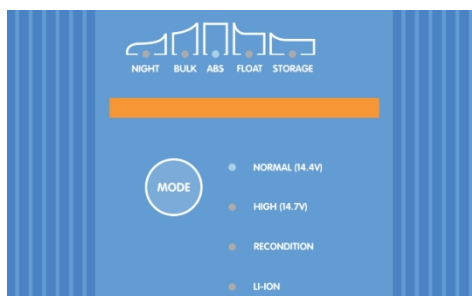 NIGHT BULK ABS FLOAT STORAGE
MODE
NORMAL (14.4V)
HIGH (14.7V)
RECONDITION
LI-ION